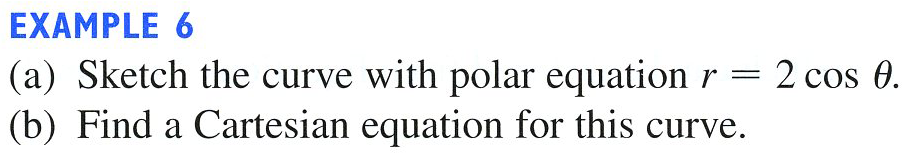 EXAMPLE 6
(a) Sketch the curve with polar equation r = 2 cos θ.
(b) Find a Cartesian equation for this curve.